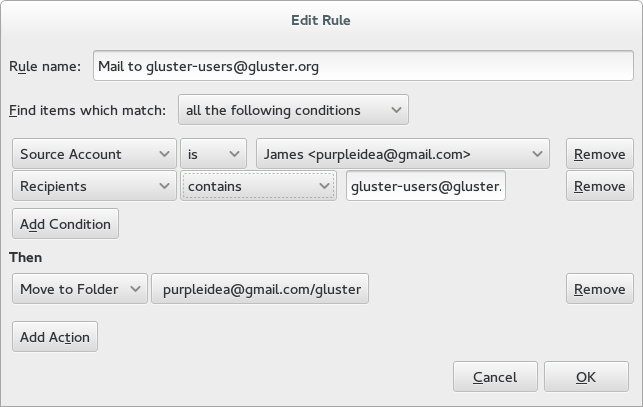 Edit Rule
Rule name: Mail to gluster-users@gluster.org
Find items which match: all the following conditions
Source Account is James <purpleidea@gmail.com> Remove
Recipients contains gluster-users@gluster. Remove
Add Condition
Then
Move to Folder purpleidea@gmail.com/gluster Remove
Add Action
Cancel OK